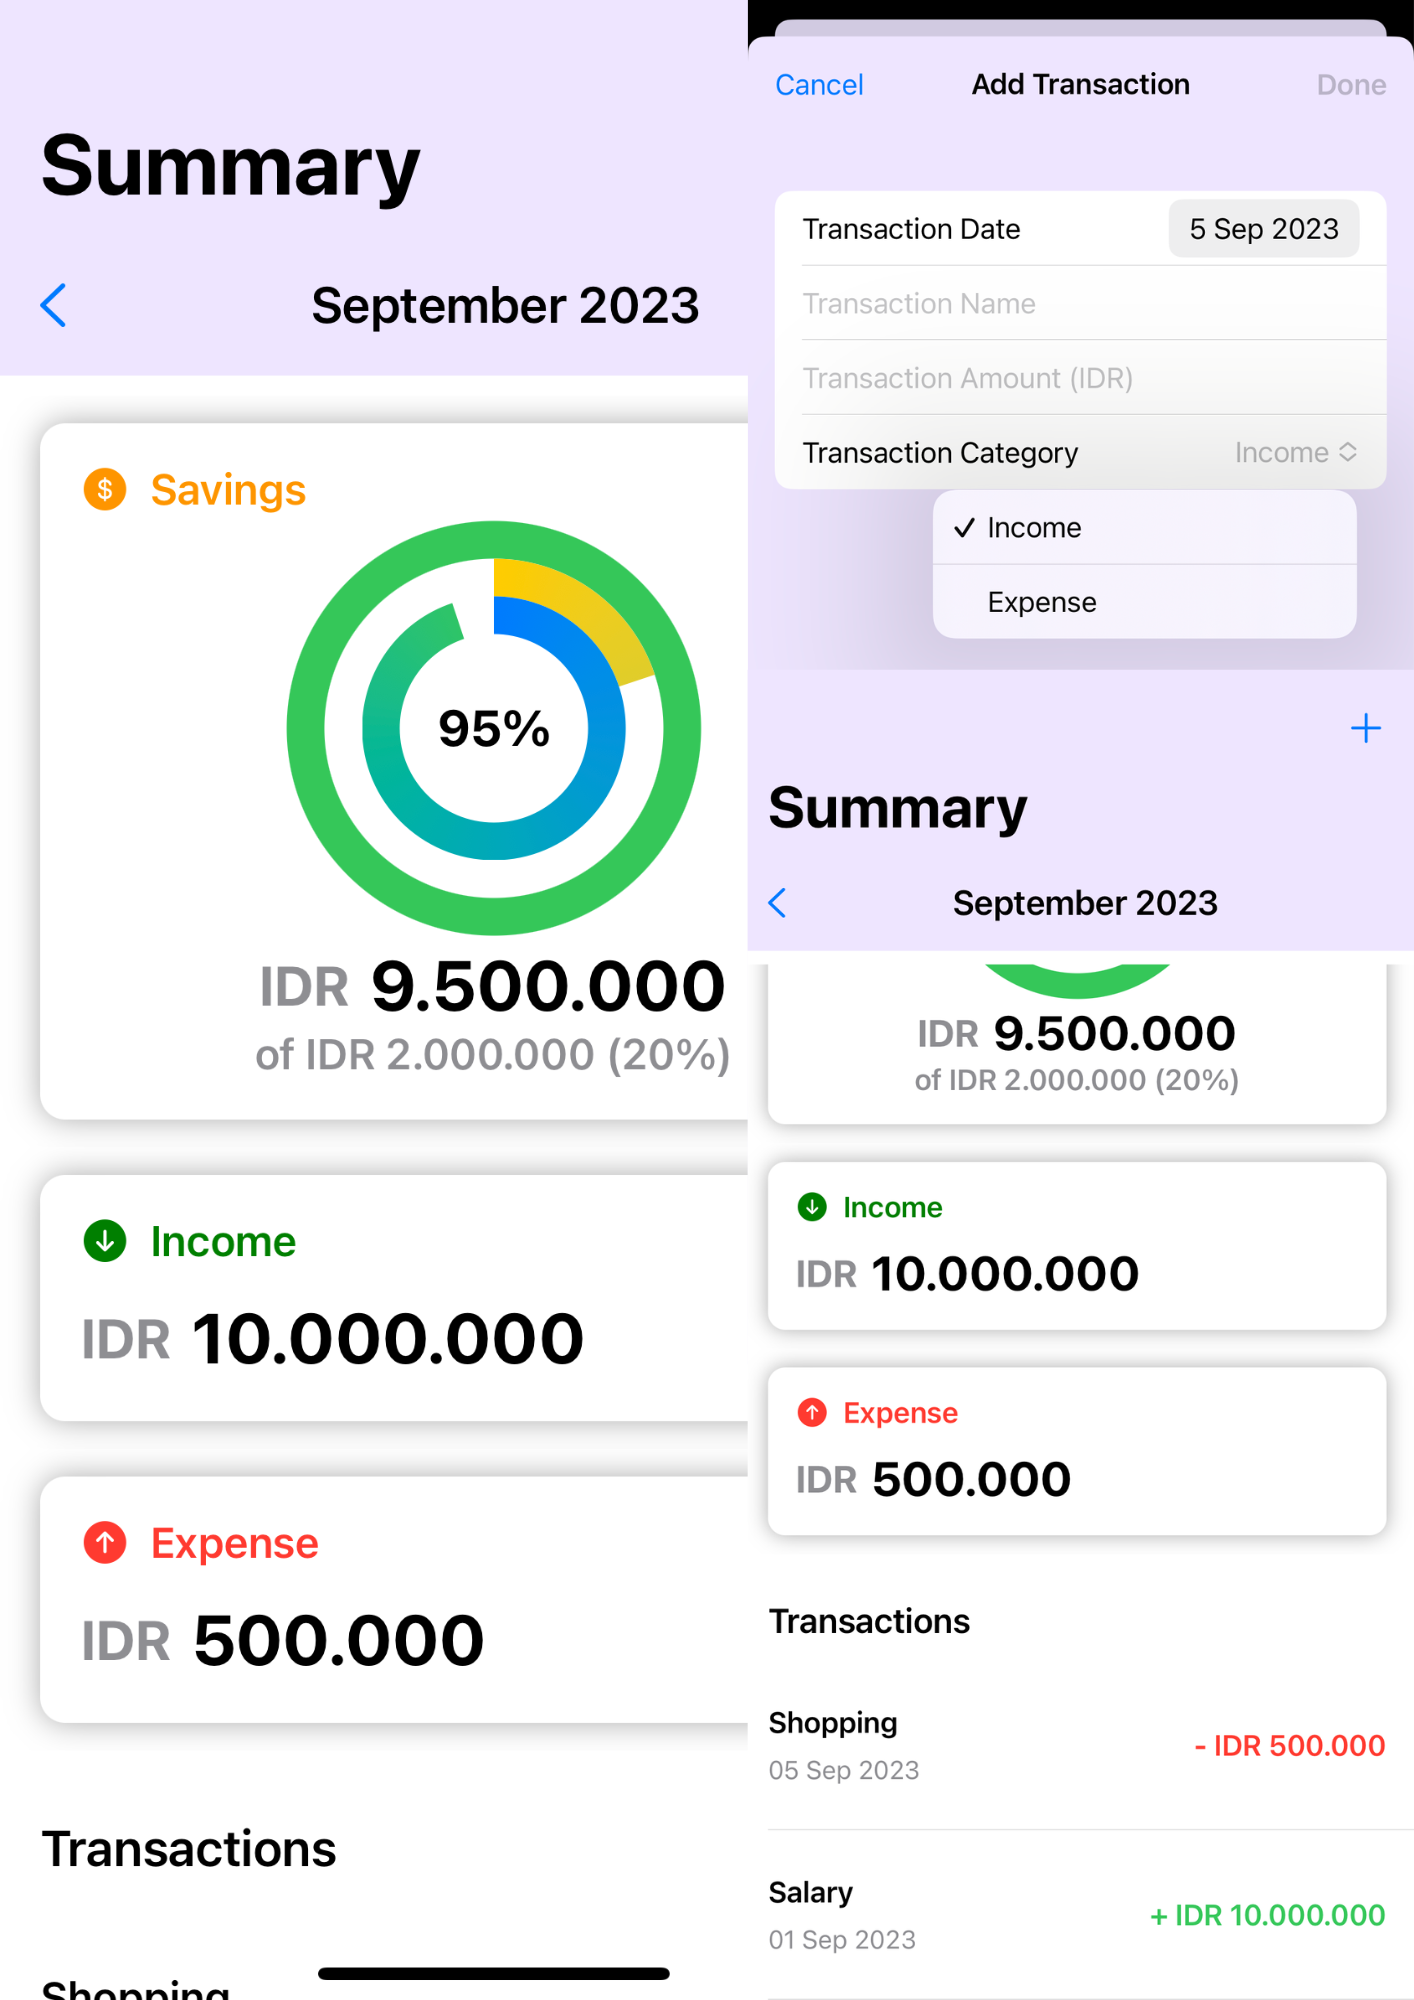 Summary
September 2023
$ Savings
95%
IDR 9.500.000
of IDR 2.000.000 (20%)
Income
IDR 10.000.000
Expense
IDR 500.000
Transactions
Shopping
Cancel Add Transaction Done
Transaction Date 5 Sep 2023
Transaction Name
Transaction Amount (IDR)
Transaction Category Income
Income
Expense
Summary
September 2023
IDR 9.500.000
of IDR 2.000.000 (20%)
Income
IDR 10.000.000
Expense
IDR 500.000
Transactions
Shopping
- IDR 500.000
05 Sep 2023
Salary
+ IDR 10.000.000
01 Sep 2023